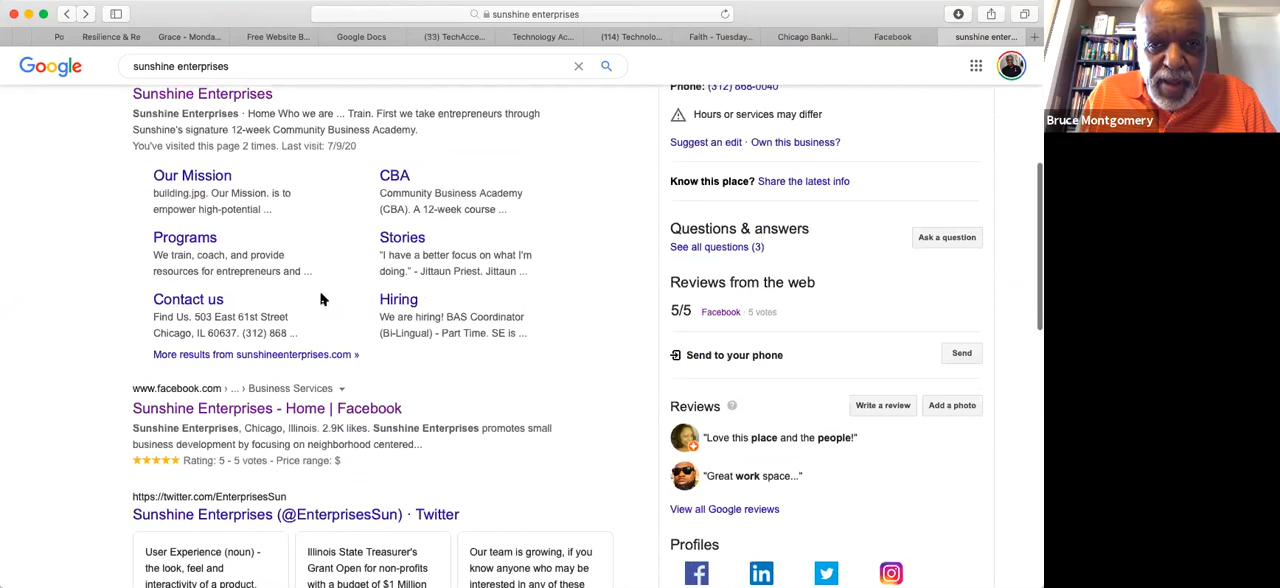 sunshine enterprises
Po
Resilience & Re
Grace - Monda...
Free Website B...
Google Docs
(33) TechAcce...
Technology Ac...
(114) Technolo...
Faith - Tuesday...
Chicago Banki...
Facebook
sunshine enter...
Google
sunshine enterprises
Sunshine Enterprises
Sunshine Enterprises · Home Who we are ... Train. First we take entrepreneurs through
Sunshine's signature 12-week Community Business Academy.
You've visited this page 2 times. Last visit: 7/9/20
Our Mission
building.jpg. Our Mission. is to
empower high-potential ...
CBA
Community Business Academy
(CBA). A 12-week course ...
Programs
We train, coach, and provide
resources for entrepreneurs and ...
Stories
"I have a better focus on what I'm
doing." - Jittaun Priest. Jittaun ...
Contact us
Find Us. 503 East 61st Street
Chicago, IL 60637. (312) 868 ...
Hiring
We are hiring! BAS Coordinator
(Bi-Lingual) - Part Time. SE is ...
More results from sunshineenterprises.com »
www.facebook.com › ... › Business Services
Sunshine Enterprises - Home | Facebook
Sunshine Enterprises, Chicago, Illinois. 2.9K likes. Sunshine Enterprises promotes small
business development by focusing on neighborhood centered...
Rating: 5 - 5 votes - Price range: $
https://twitter.com/EnterprisesSun
Sunshine Enterprises (@EnterprisesSun) · Twitter
User Experience (noun) -
the look, feel and
interactivity of a product,
Illinois State Treasurer's
Grant Open for non-profits
with a budget of $1 Million
Our team is growing, if you
know anyone who may be
interested in any of these
Phone: (312) 868-0040
Hours or services may differ
Suggest an edit · Own this business?
Know this place? Share the latest info
Questions & answers
See all questions (3)
Ask a question
Reviews from the web
5/5 Facebook · 5 votes
Send to your phone
Send
Reviews
Write a review
Add a photo
"Love this place and the people!"
"Great work space..."
View all Google reviews
Profiles
Bruce Montgomery